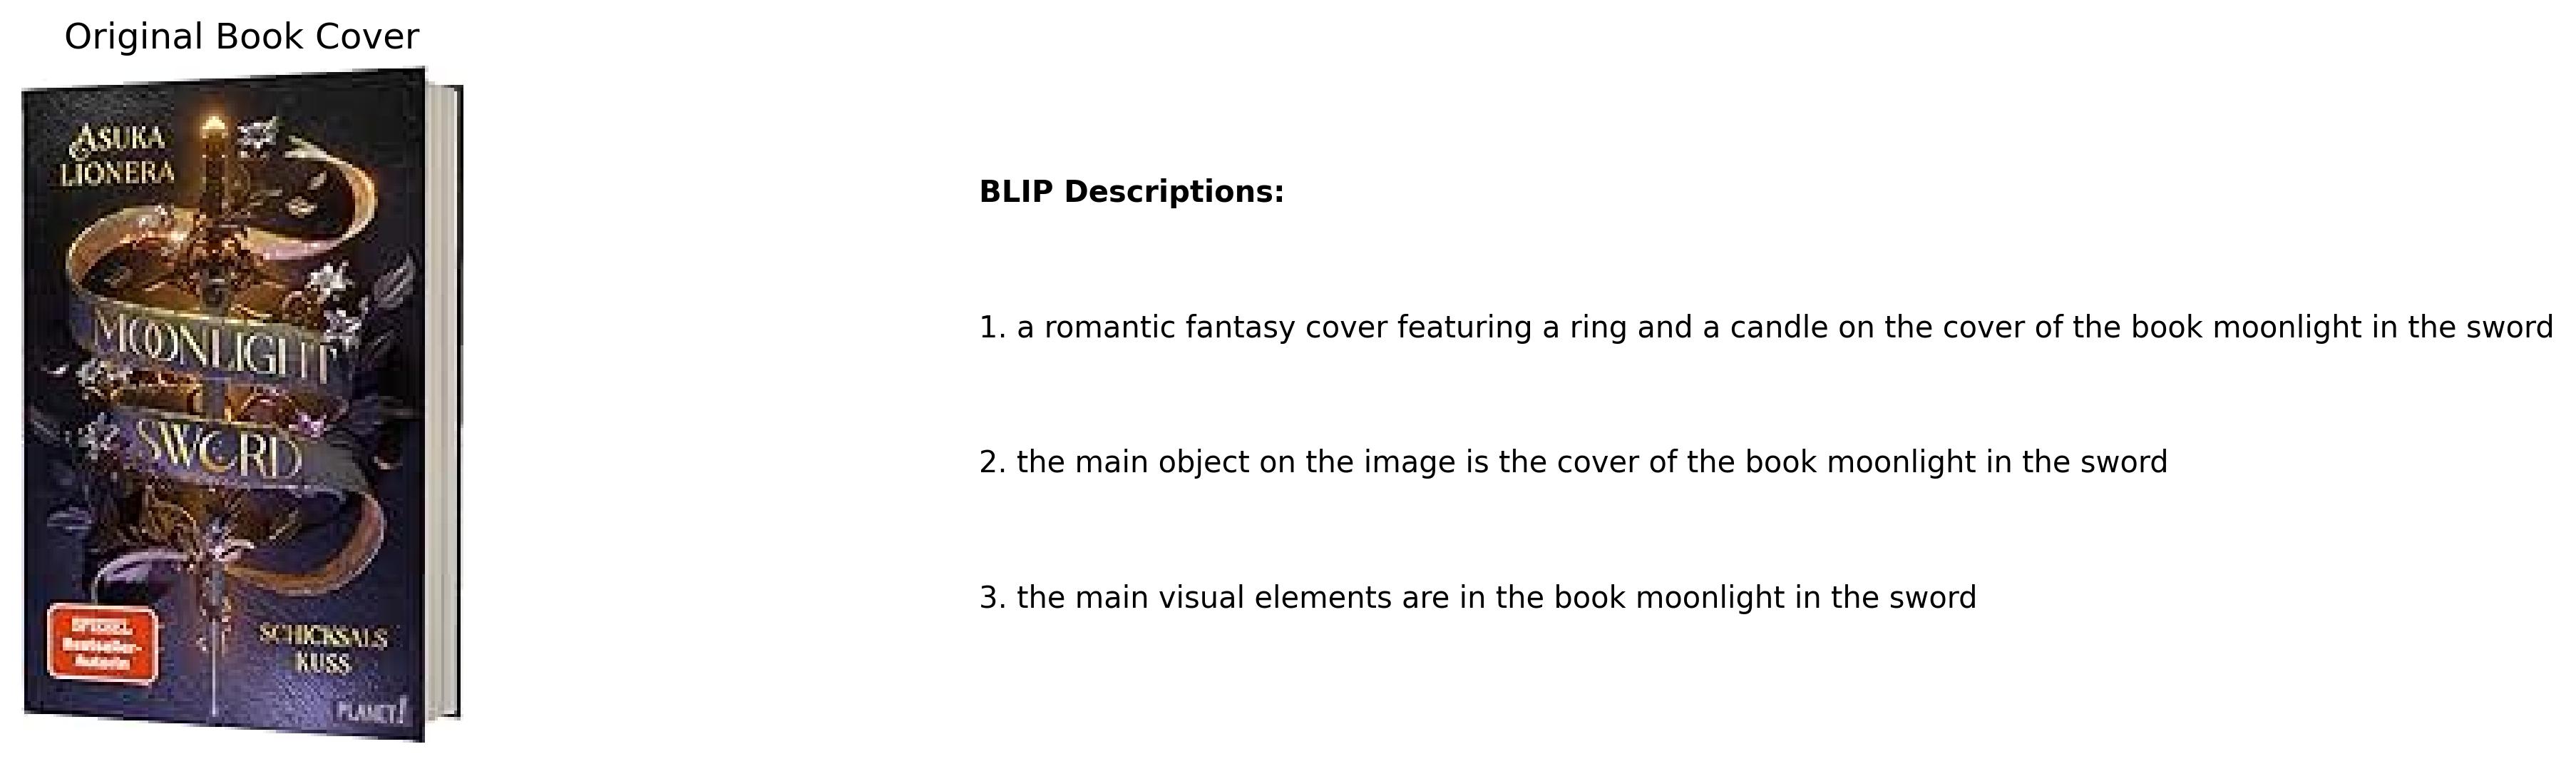 Original Book Cover
ASUKA
LIONERA
MOONLIGHT
SWORD
SPIEGEL
Bestseller-
Autorin
SCHICKSALS
KUSS
PLANET!
BLIP Descriptions:
1. a romantic fantasy cover featuring a ring and a candle on the cover of the book moonlight in the sword
2. the main object on the image is the cover of the book moonlight in the sword
3. the main visual elements are in the book moonlight in the sword